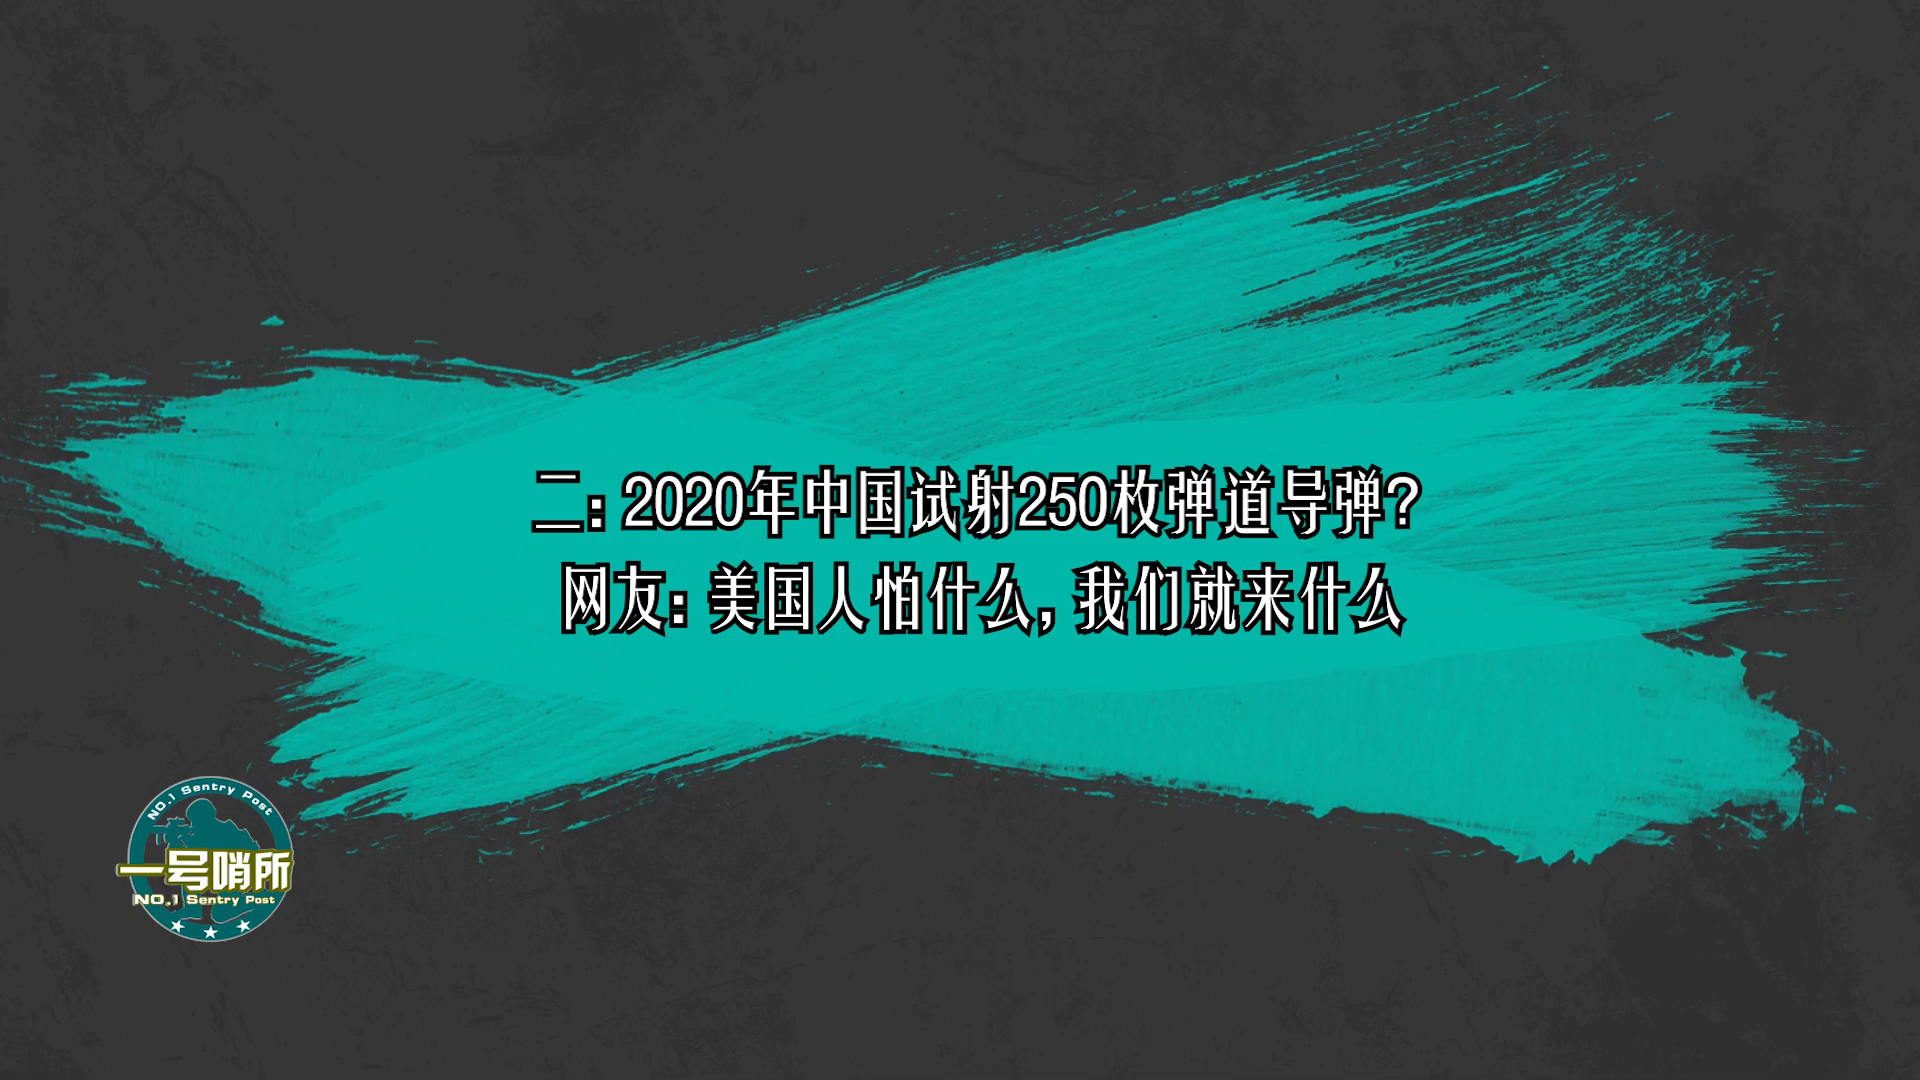 二：2020年中国试射250枚弹道导弹？
网友：美国人怕什么，我们就来什么
NO.1 Sentry Post
一号哨所
NO.1 Sentry Post